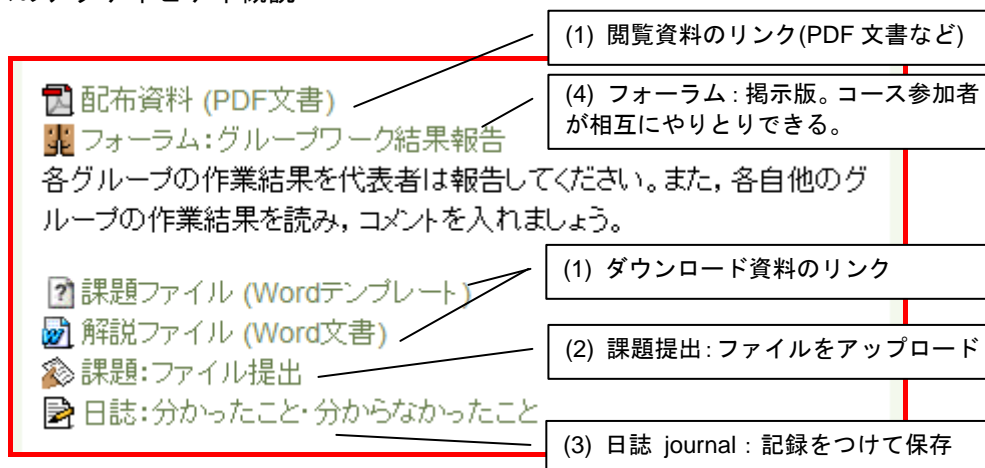 (1) 閲覧資料のリンク(PDF 文書など)
配布資料 (PDF文書)
(4) フォーラム：掲示版。コース参加者
が相互にやりとりできる。
フォーラム：グループワーク結果報告
各グループの作業結果を代表者は報告してください。また，各自他のグ
ループの作業結果を読み，コメントを入れましょう。
(1) ダウンロード資料のリンク
課題ファイル (Wordテンプレート)
解説ファイル (Word文書)
(2) 課題提出：ファイルをアップロード
課題：ファイル提出
日誌：分かったこと・分からなかったこと
(3) 日誌 journal：記録をつけて保存